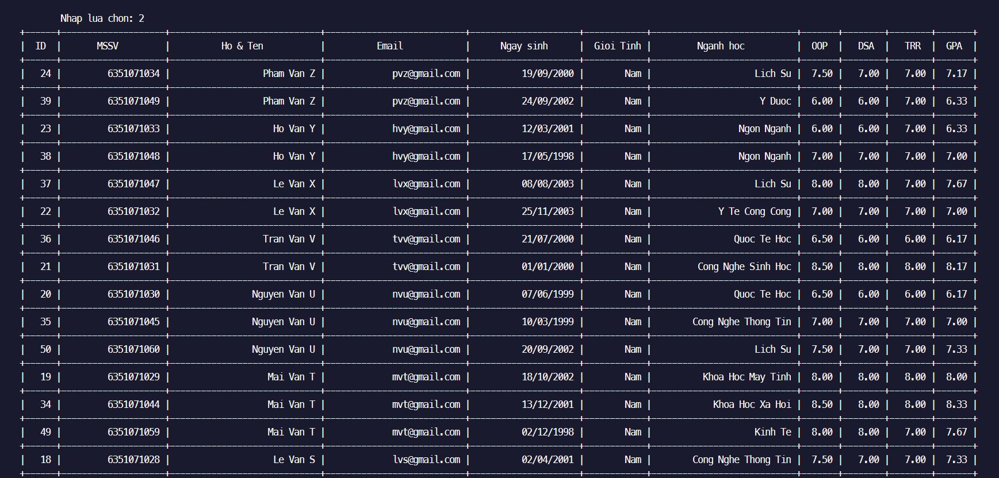 Nhap lua chon: 2
| ID | MSSV | Ho & Ten | Email | Ngay sinh | Gioi Tinh | Nganh hoc | OOP | DSA | TRR | GPA |
| 24 | 6351071034 | Pham Van Z | pvz@gmail.com | 19/09/2000 | Nam | Lich Su | 7.50 | 7.00 | 7.00 | 7.17 |
| 39 | 6351071049 | Pham Van Z | pvz@gmail.com | 24/09/2002 | Nam | Y Duoc | 6.00 | 6.00 | 7.00 | 6.33 |
| 23 | 6351071033 | Ho Van Y | hvy@gmail.com | 12/03/2001 | Nam | Ngon Nganh | 6.00 | 6.00 | 7.00 | 6.33 |
| 38 | 6351071048 | Ho Van Y | hvy@gmail.com | 17/05/1998 | Nam | Ngon Nganh | 7.00 | 7.00 | 7.00 | 7.00 |
| 37 | 6351071047 | Le Van X | lvx@gmail.com | 08/08/2003 | Nam | Lich Su | 8.00 | 8.00 | 7.00 | 7.67 |
| 22 | 6351071032 | Le Van X | lvx@gmail.com | 25/11/2003 | Nam | Y Te Cong Cong | 7.00 | 7.00 | 7.00 | 7.00 |
| 36 | 6351071046 | Tran Van V | tvv@gmail.com | 21/07/2000 | Nam | Quoc Te Hoc | 6.50 | 6.00 | 6.00 | 6.17 |
| 21 | 6351071031 | Tran Van V | tvv@gmail.com | 01/01/2000 | Nam | Cong Nghe Sinh Hoc | 8.50 | 8.00 | 8.00 | 8.17 |
| 20 | 6351071030 | Nguyen Van U | nvu@gmail.com | 07/06/1999 | Nam | Quoc Te Hoc | 6.50 | 6.00 | 6.00 | 6.17 |
| 35 | 6351071045 | Nguyen Van U | nvu@gmail.com | 10/03/1999 | Nam | Cong Nghe Thong Tin | 7.00 | 7.00 | 7.00 | 7.00 |
| 50 | 6351071060 | Nguyen Van U | nvu@gmail.com | 20/09/2002 | Nam | Lich Su | 7.50 | 7.00 | 7.00 | 7.33 |
| 19 | 6351071029 | Mai Van T | mvt@gmail.com | 18/10/2002 | Nam | Khoa Hoc May Tinh | 8.00 | 8.00 | 8.00 | 8.00 |
| 34 | 6351071044 | Mai Van T | mvt@gmail.com | 13/12/2001 | Nam | Khoa Hoc Xa Hoi | 8.50 | 8.00 | 8.00 | 8.33 |
| 49 | 6351071059 | Mai Van T | mvt@gmail.com | 02/12/1998 | Nam | Kinh Te | 8.00 | 8.00 | 7.00 | 7.67 |
| 18 | 6351071028 | Le Van S | lvs@gmail.com | 02/04/2001 | Nam | Cong Nghe Thong Tin | 7.50 | 7.00 | 7.00 | 7.33 |